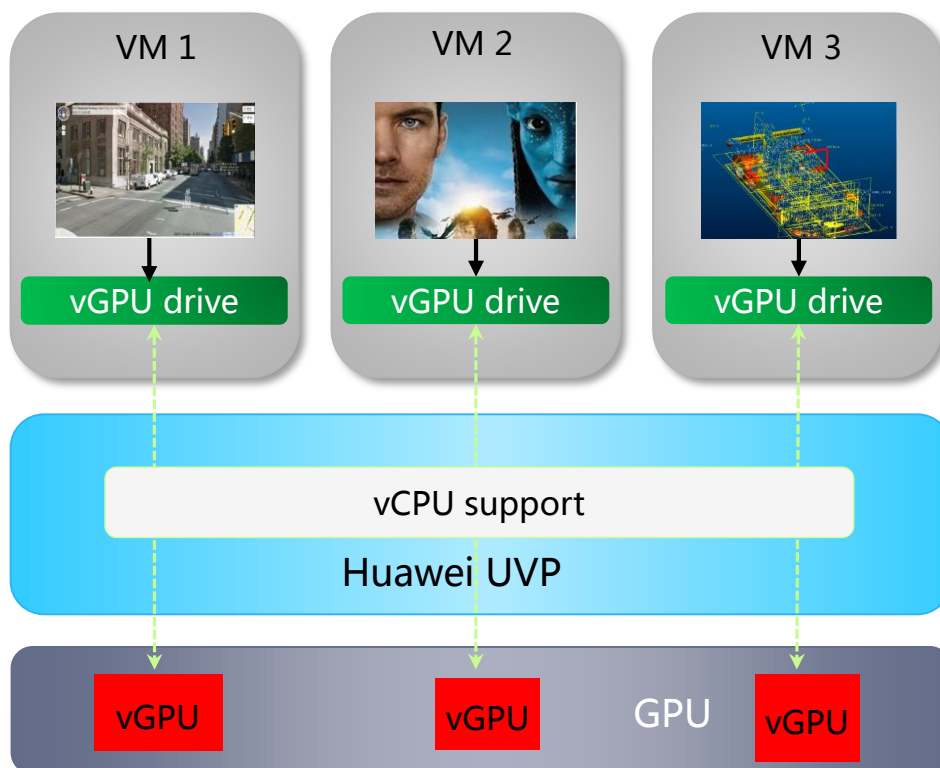 VM 1
VM 2
VM 3
vGPU drive
vGPU drive
vGPU drive
vCPU support
Huawei UVP
vGPU
vGPU
GPU
vGPU